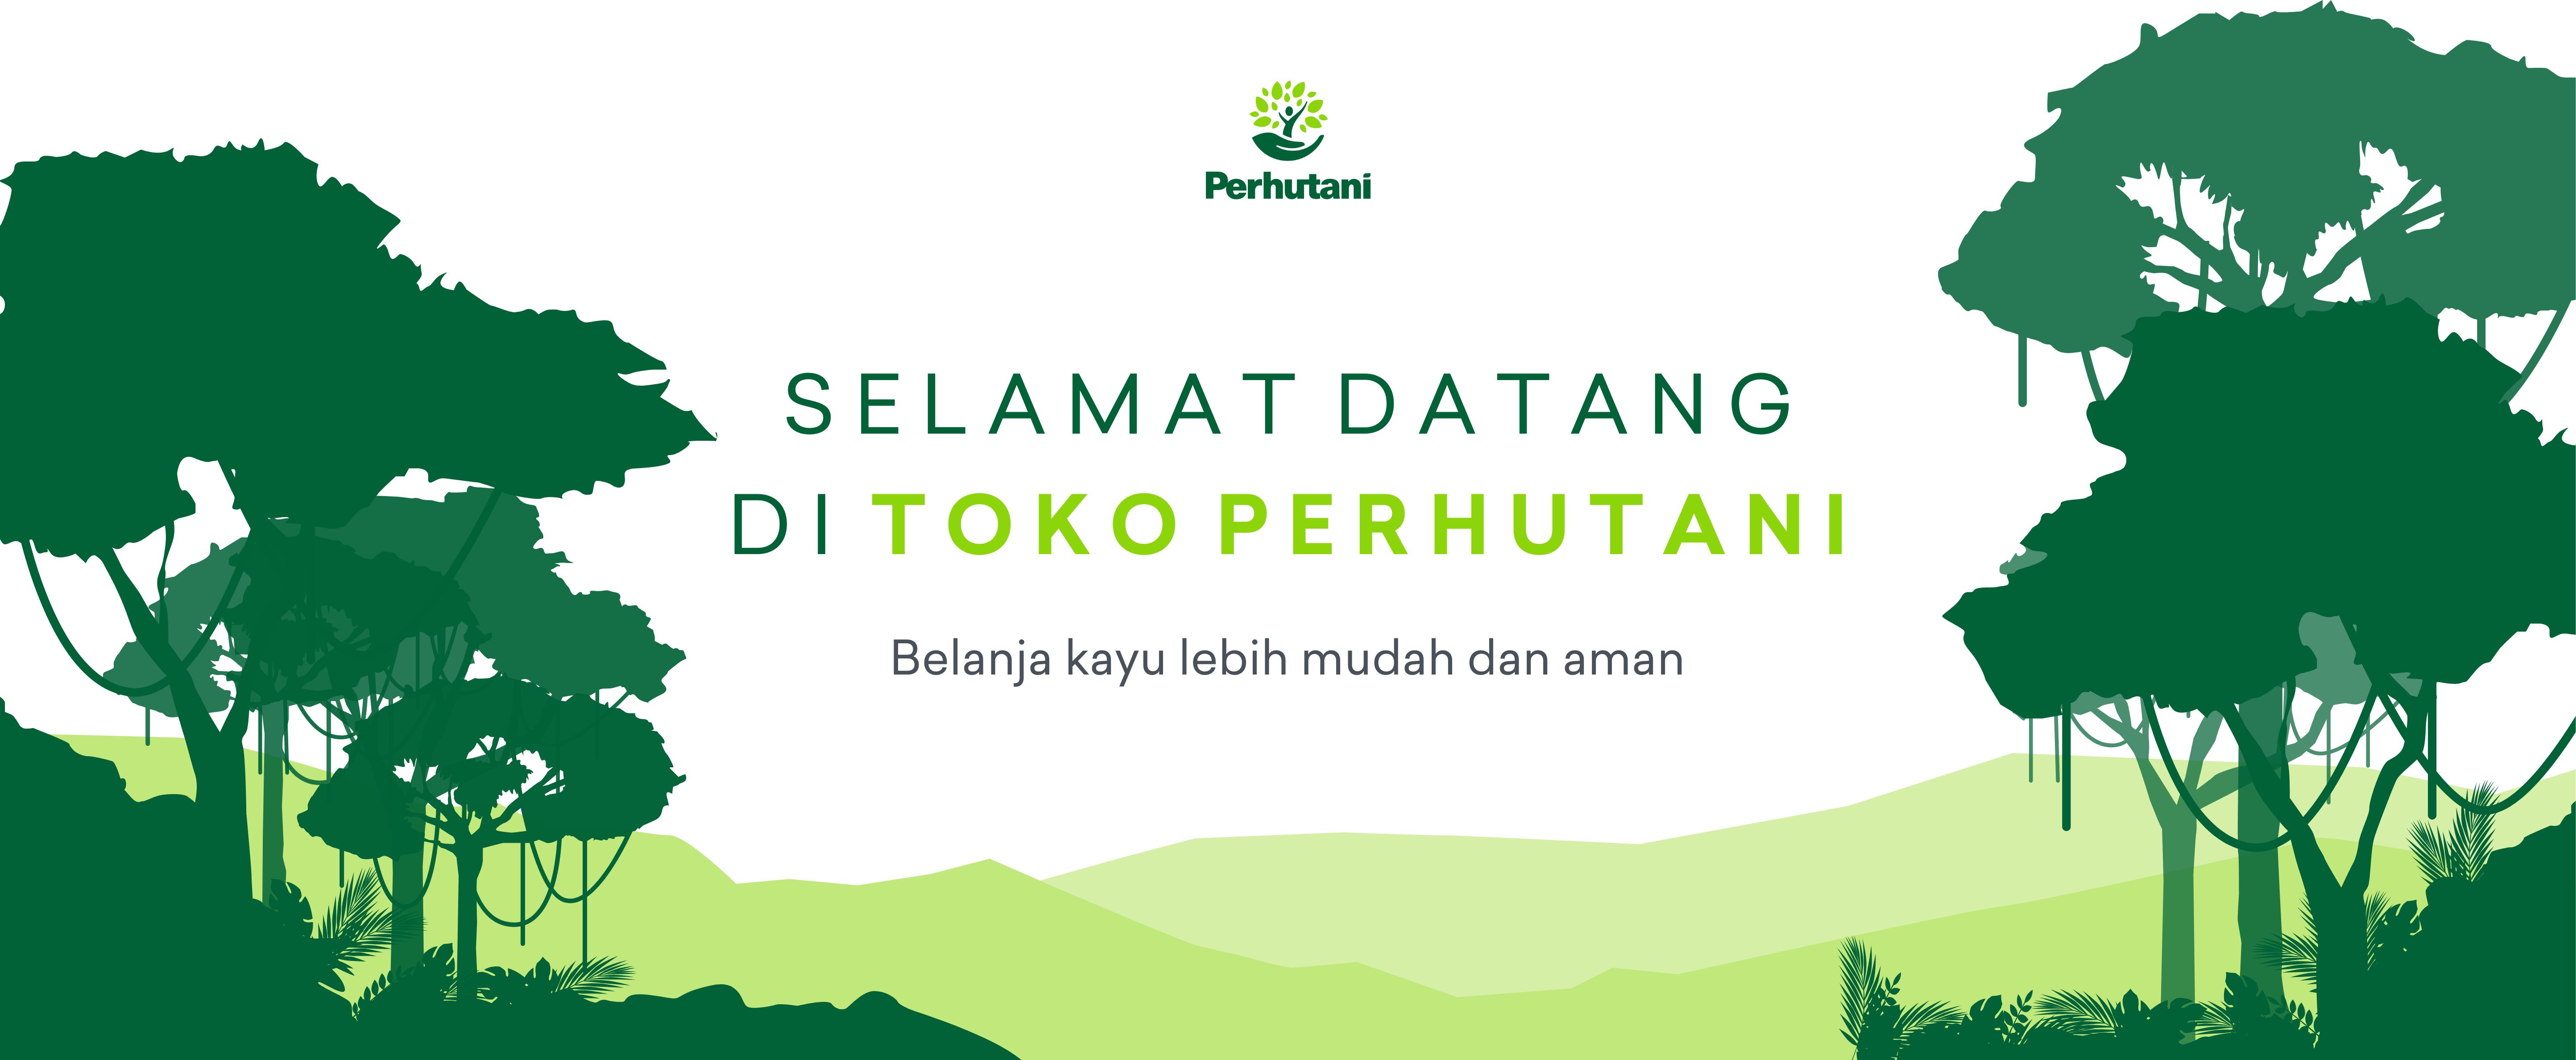 Perhutani
SELAMAT DATANG
DI TOKO PERHUTANI
Belanja kayu lebih mudah dan aman